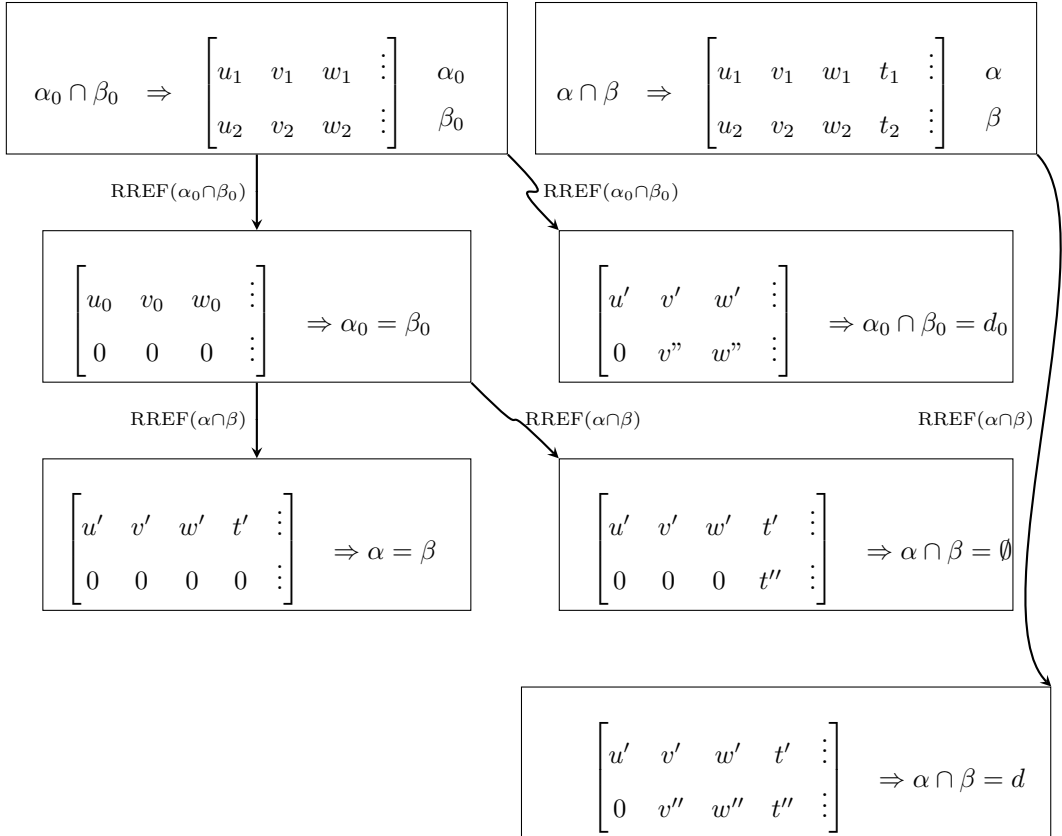 α₀ ∩ β₀ ⇒ [u₁ v₁ w₁ ⋮] α₀
[u₂ v₂ w₂ ⋮] β₀
α ∩ β ⇒ [u₁ v₁ w₁ t₁ ⋮] α
[u₂ v₂ w₂ t₂ ⋮] β
RREF(α₀∩β₀)
RREF(α₀∩β₀)
[u' v' w' ⋮]
[u₀ v₀ w₀ ⋮]
[0 0 0 ⋮] ⇒ α₀ = β₀
[0 v” w” ⋮] ⇒ α₀ ∩ β₀ = d₀
RREF(α∩β)
RREF(α∩β)
RREF(α∩β)
[u' v' w' t' ⋮]
[0 0 0 0 ⋮] ⇒ α = β
[u' v' w' t' ⋮]
[0 0 0 t'' ⋮] ⇒ α ∩ β = ∅
[u' v' w' t' ⋮]
[0 v'' w'' t'' ⋮] ⇒ α ∩ β = d